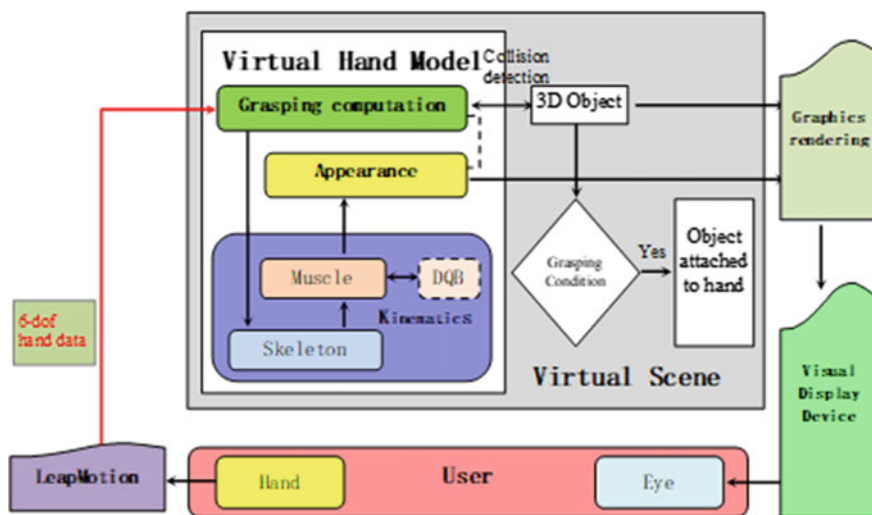 Virtual Hand Model
Collision
detection
Grasping computation
3D Object
Graphics
rendering
Appearance
Muscle
DQB
Kinematics
Skeleton
Grasping
Condition
Yes
Object
attached
to hand
6-dof
hand data
Virtual Scene
Visual
Display
Device
LeapMotion
Hand
User
Eye